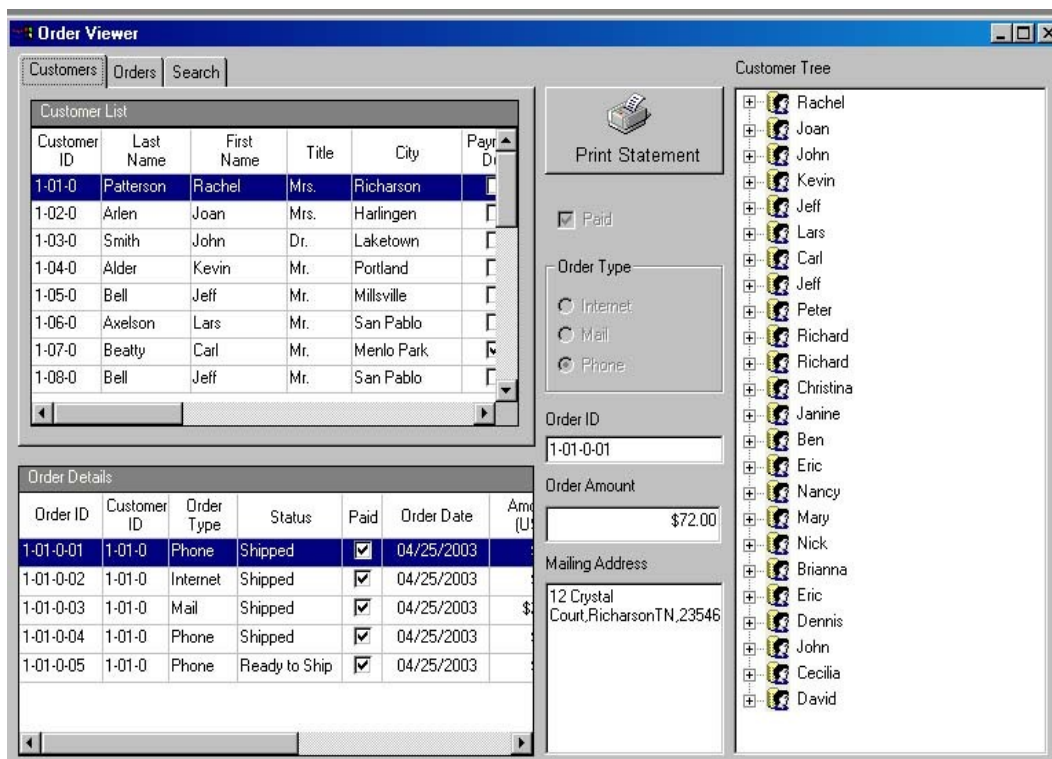 Order Viewer
Customers Orders Search
Customer List
Customer ID Last Name First Name Title City
1-01-0 Patterson Rachel Mrs. Richarson
1-02-0 Arlen Joan Mrs. Harlingen
1-03-0 Smith John Dr. Laketown
1-04-0 Alder Kevin Mr. Portland
1-05-0 Bell Jeff Mr. Millsville
1-06-0 Axelson Lars Mr. San Pablo
1-07-0 Beatty Carl Mr. Menlo Park
1-08-0 Bell Jeff Mr. San Pablo
Order Details
Order ID Customer ID Order Type Status Paid Order Date
1-01-0-01 1-01-0 Phone Shipped 04/25/2003
1-01-0-02 1-01-0 Internet Shipped 04/25/2003
1-01-0-03 1-01-0 Mail Shipped 04/25/2003
1-01-0-04 1-01-0 Phone Shipped 04/25/2003
1-01-0-05 1-01-0 Phone Ready to Ship 04/25/2003
Print Statement
Paid
Order Type
Internet
Mail
Phone
Order ID
1-01-0-01
Order Amount
$72.00
Mailing Address
12 Crystal
Court,RicharsonTN,23546
Customer Tree
Rachel
Joan
John
Kevin
Jeff
Lars
Carl
Jeff
Peter
Richard
Richard
Christina
Janine
Ben
Eric
Nancy
Mary
Nick
Brianna
Eric
Dennis
John
Cecilia
David